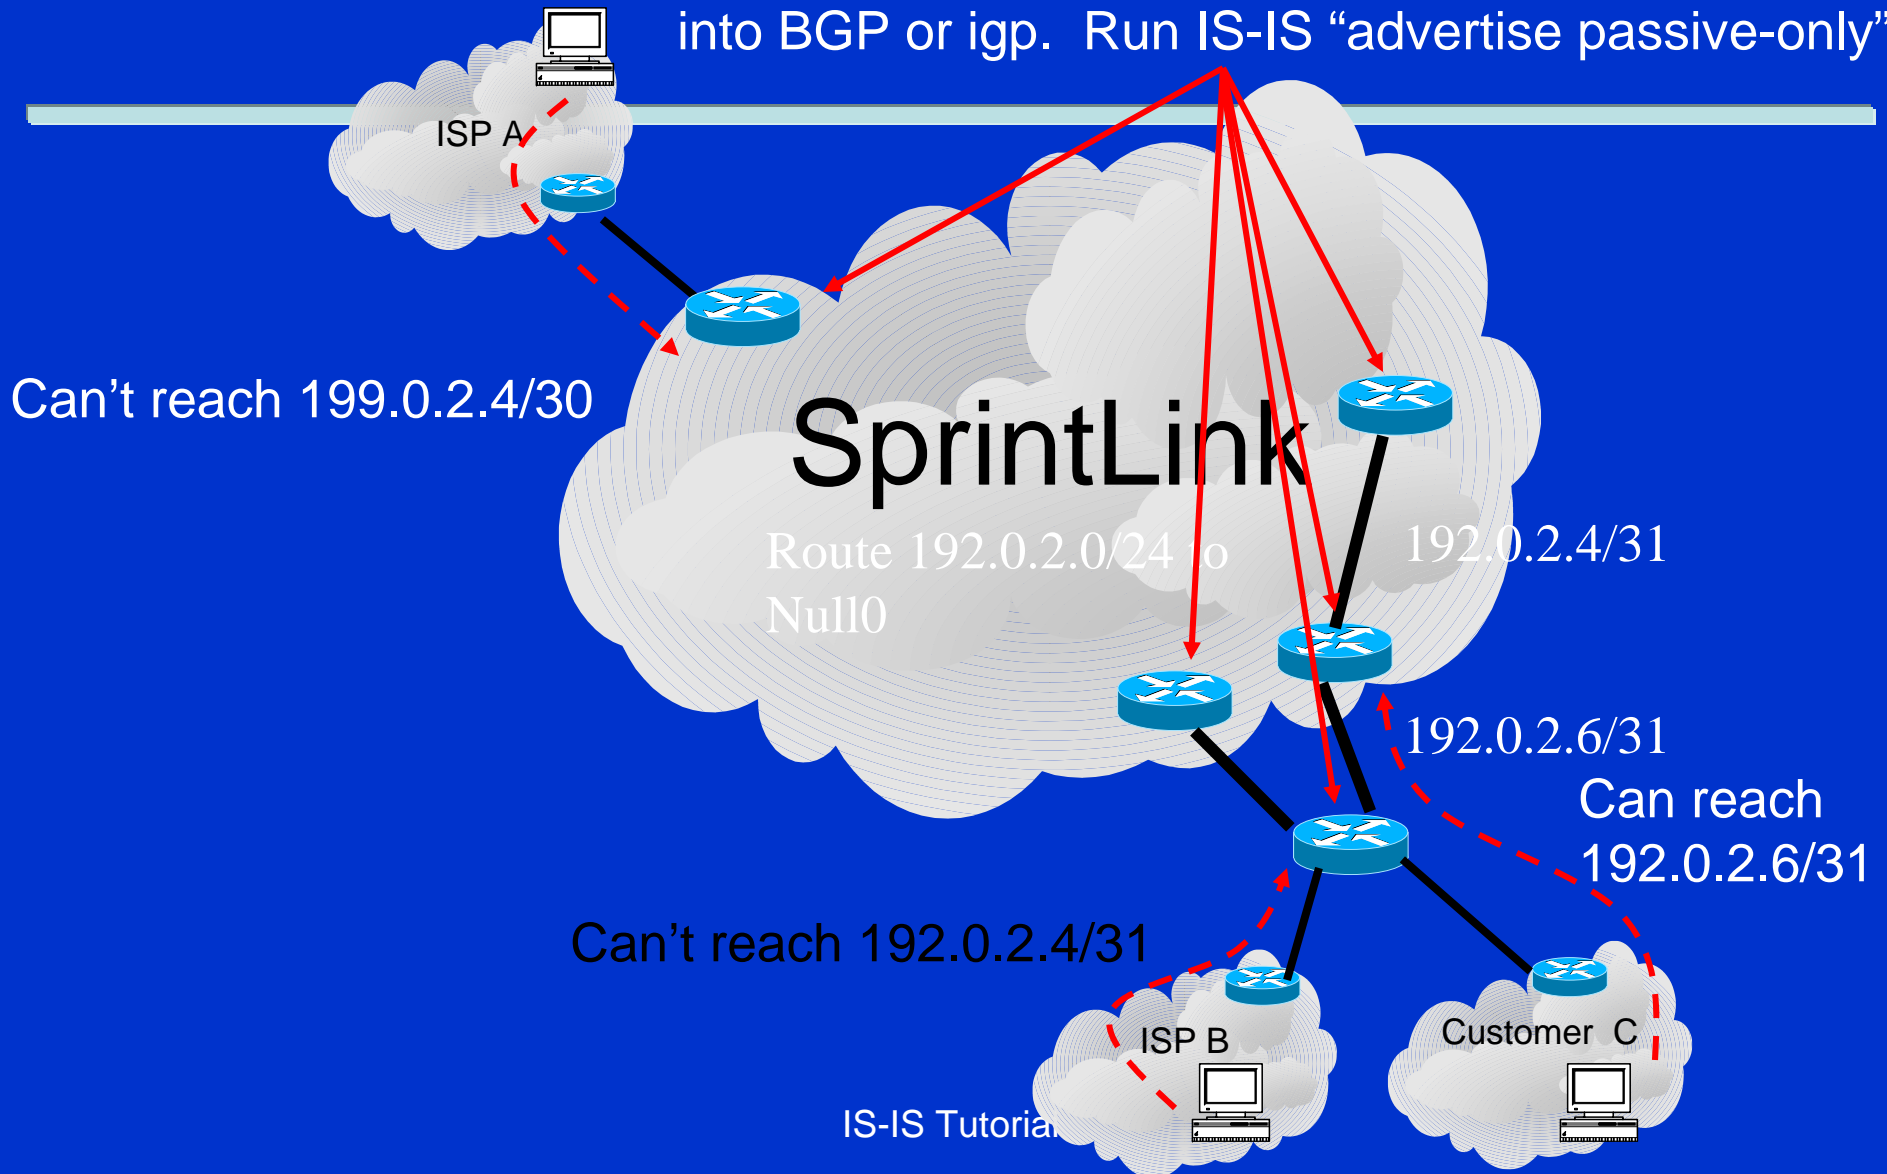 into BGP or igp.  Run IS-IS “advertise passive-only”
ISP A
Can’t reach 199.0.2.4/30
SprintLink
Route 192.0.2.0/24 to
Null0
192.0.2.4/31
192.0.2.6/31
Can reach
192.0.2.6/31
Can’t reach 192.0.2.4/31
ISP B
Customer  C
IS-IS Tutorial